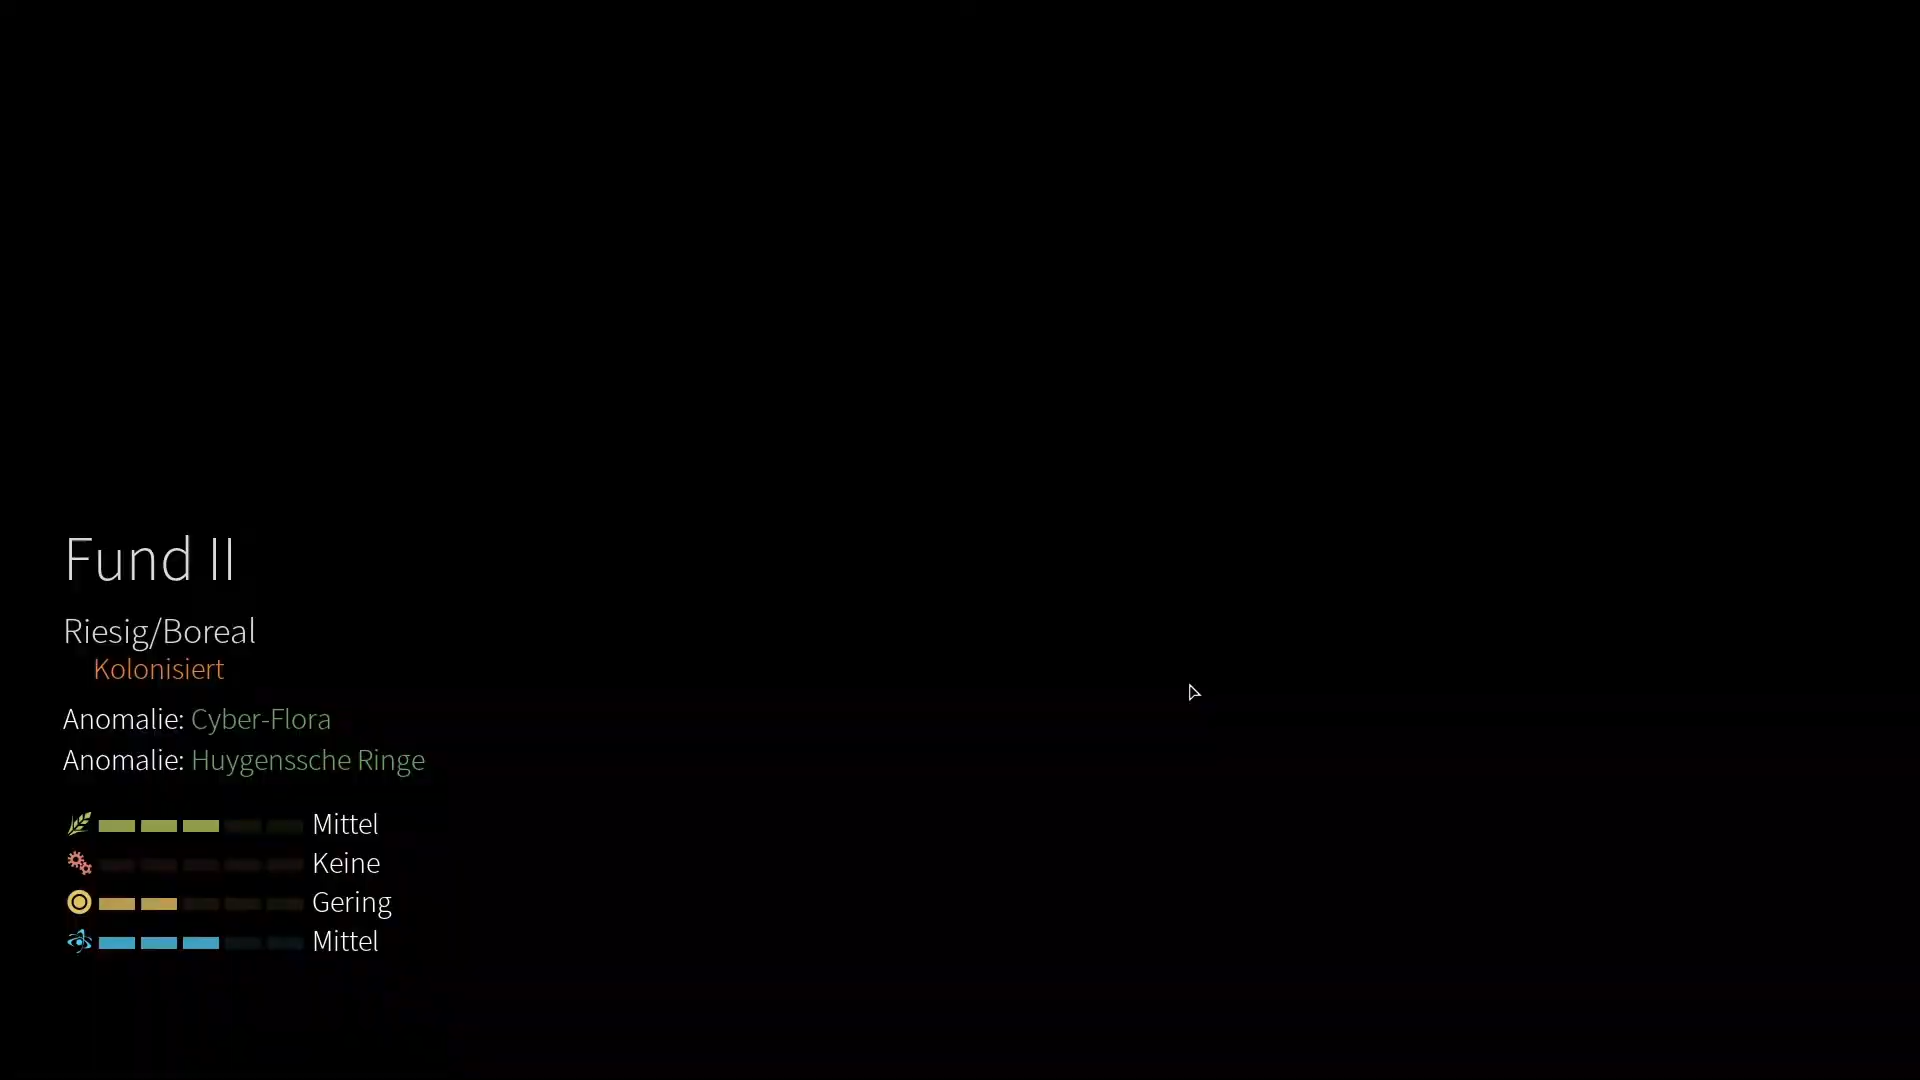 Fund II
Riesig/Boreal
Kolonisiert
Anomalie: Cyber-Flora
Anomalie: Huygenssche Ringe
Mittel
Keine
Gering
Mittel